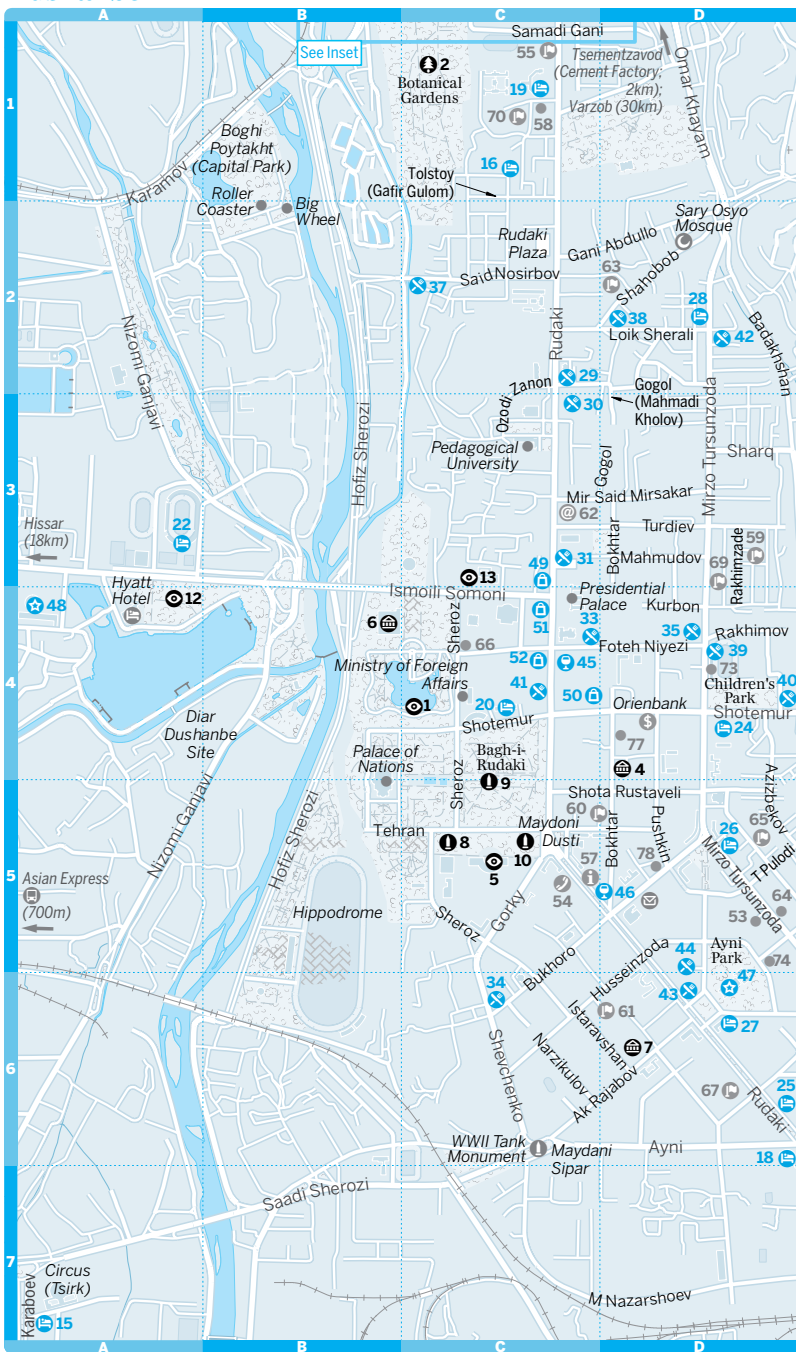 A
B
C
D
Samadi Gani
See Inset
2
Botanical
Gardens
55
Tsementzavod
(Cement Factory;
2km);
Varzob (30km)
Omar Khayam
19
70
58
1
Boghi
Poytakht
(Capital Park)
Karamov
Roller
Coaster
Big
Wheel
16
Tolstoy
(Gafir Gulom)
Rudaki
Plaza
Gani Abdullo
Sary Osyo
Mosque
Said Nosirbov
63
Shahobob
37
28
38
Loik Sherali
42
Badakhshan
2
Nizomi Ganjavi
Rudaki
29
Ozodi Zanon
30
Gogol
(Mahmadi
Kholov)
Hofiz Sherozi
Pedagogical
University
Gogol
Mirzo Tursunzoda
Sharq
3
Mir Said Mirsakar
62
Turdiev
Hissar
(18km)
22
31
Bokhtar
Mahmudov
59
Rakhimzade
69
49
13
Hyatt
Hotel
12
48
Ismoili Somoni
Presidential
Palace
Kurbon
6
Sheroz
51
33
35
Rakhimov
66
Foteh Niyezi
39
4
Ministry of Foreign
Affairs
52
45
73
41
50
Children's
Park
40
1
20
Orienbank
Shotemur
Shotemur
24
Diar
Dushanbe
Site
77
Palace of
Nations
Bagh-i-
Rudaki
4
9
Sheroz
Shota Rustaveli
Azizbekov
Nizomi Ganjavi
Hofiz Sherozi
60
Tehran
Maydoni
Dusti
Bokhtar
Pushkin
26
65
8
10
5
57
78
Mirzo Tursunzoda
T Pulodi
5
Asian Express
(700m)
54
46
64
53
Hippodrome
Sheroz
Gorky
Bukhoro
Husseinzoda
44
Ayni
Park
74
34
43
47
Istaravshan
61
27
6
Shevchenko
Narzikulov
7
Ak Rajabov
67
Rudaki
25
WWII Tank
Monument
Maydani
Sipar
Ayni
18
Saadi Sherozi
7
Circus
(Tsirk)
Karaboev
15
M Nazarshoev
A
B
C
D